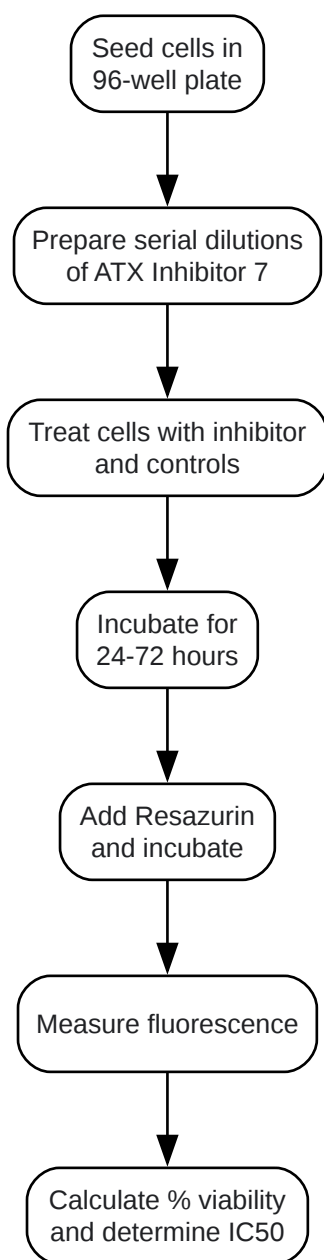 Seed cells in
96-well plate
Prepare serial dilutions
of ATX Inhibitor 7
Treat cells with inhibitor
and controls
Incubate for
24-72 hours
Add Resazurin
and incubate
Measure fluorescence
Calculate % viability
and determine IC50